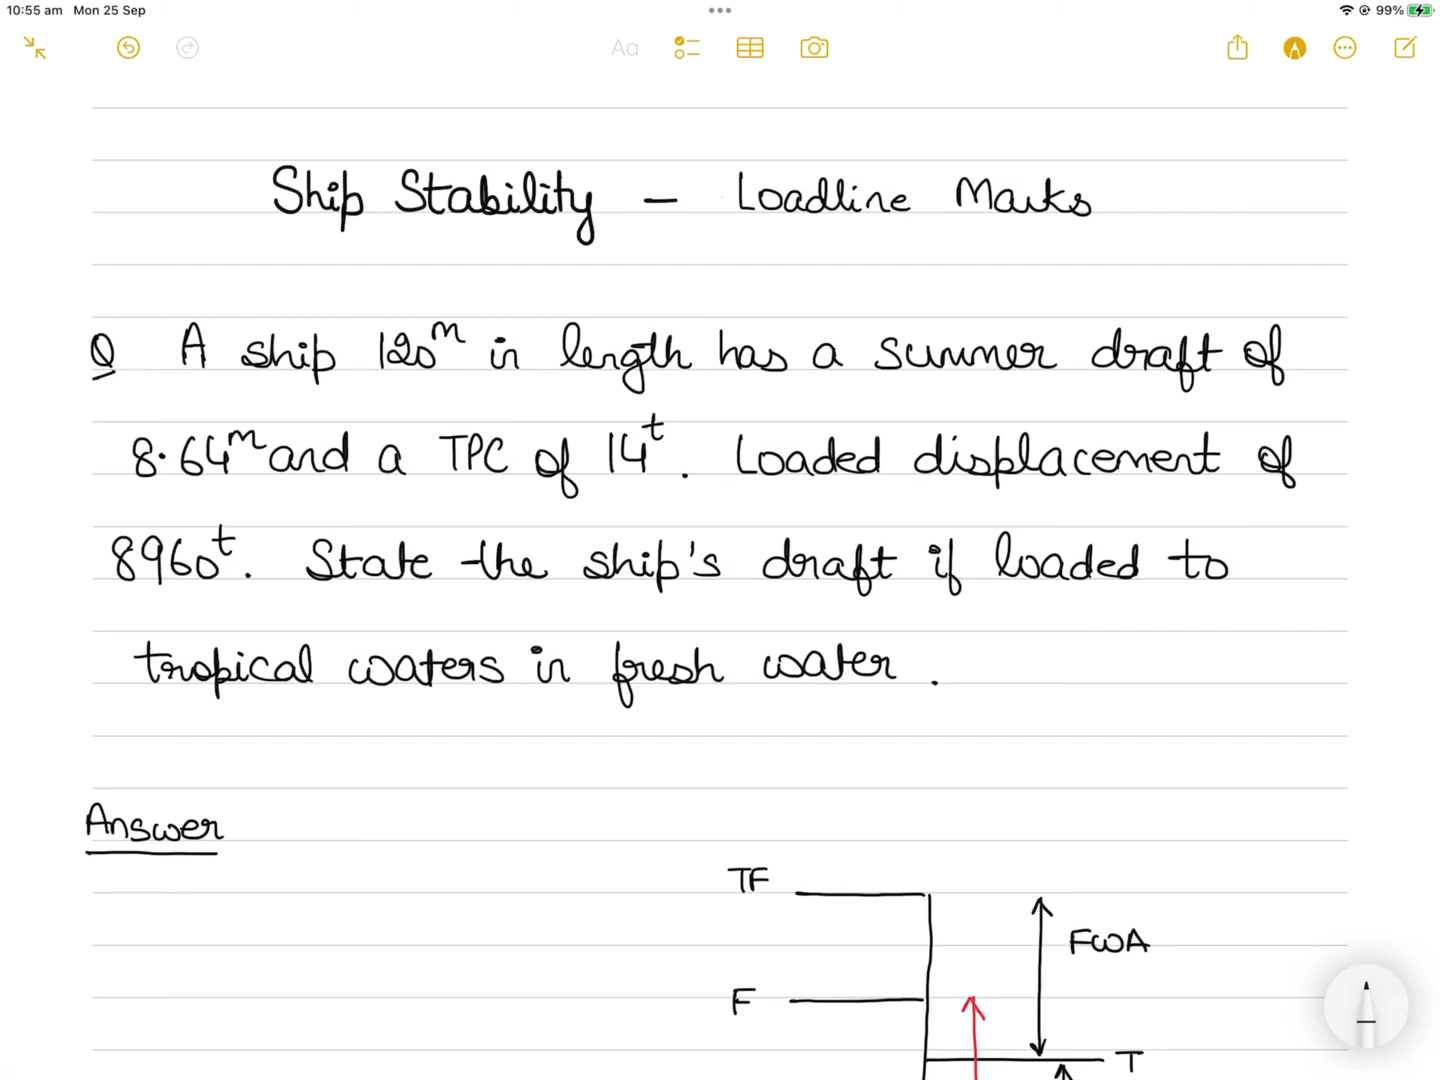 10:55 am Mon 25 Sep
99%
Aa
Ship Stability - Loadline Marks
Q A ship 120m in length has a summer draft of
8.64m and a TPC of 14t. Loaded displacement of
8960t. State the ship's draft if loaded to
tropical waters in fresh water.
Answer
TF
FWA
F
T